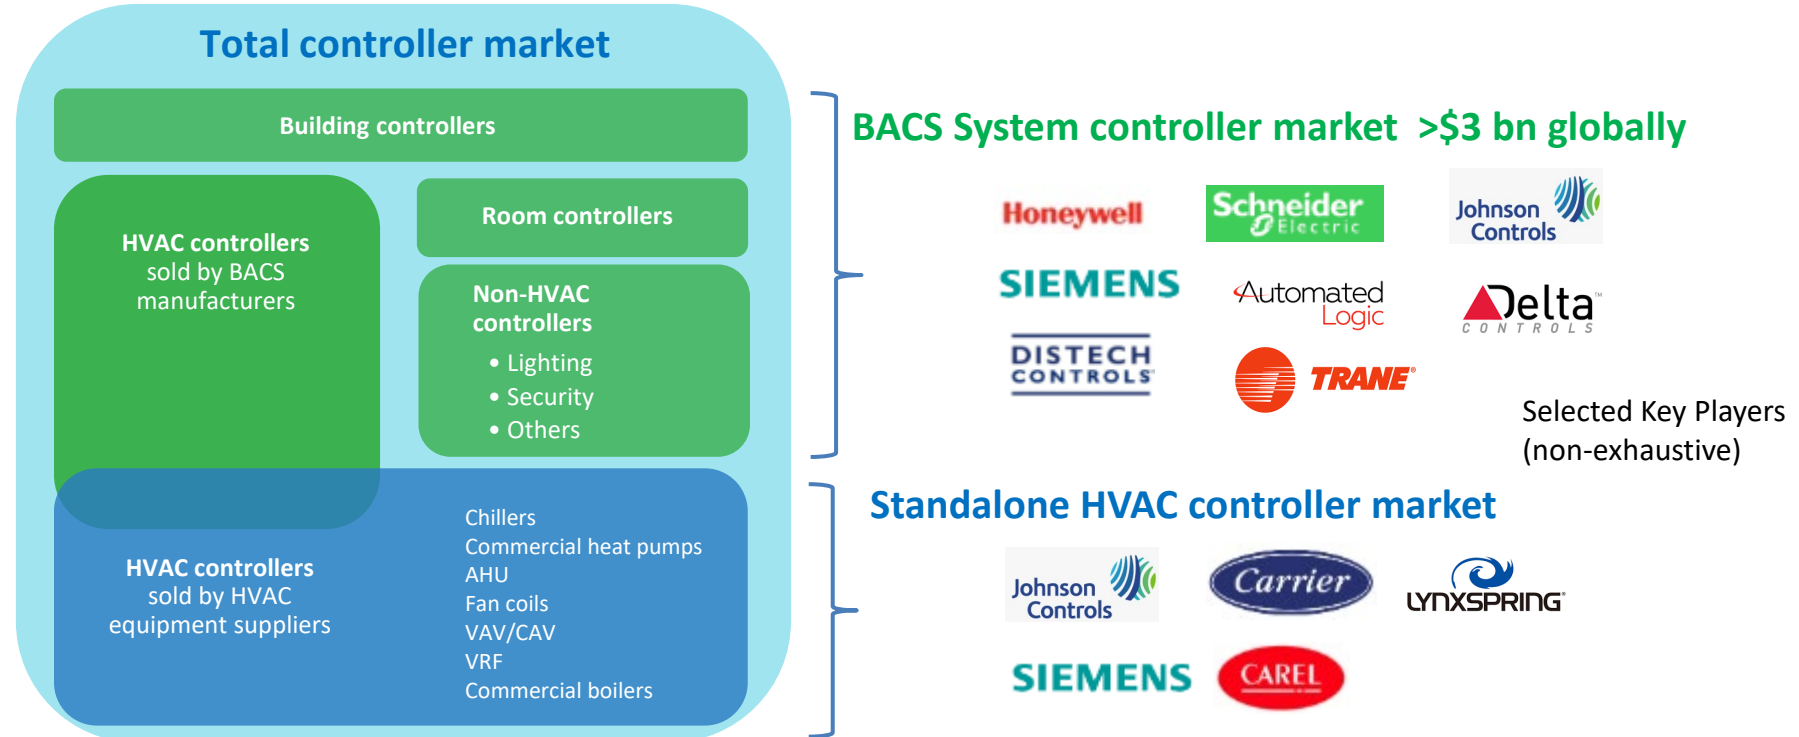 Total controller market
Building controllers
HVAC controllers
sold by BACS
manufacturers
Room controllers
Non-HVAC
controllers
• Lighting
• Security
• Others
HVAC controllers
sold by HVAC
equipment suppliers
Chillers
Commercial heat pumps
AHU
Fan coils
VAV/CAV
VRF
Commercial boilers
BACS System controller market >$3 bn globally
Honeywell
Schneider
Electric
Johnson
Controls
SIEMENS
Automated
Logic
Delta™
CONTROLS
DISTECH
CONTROLS
TRANE®
Selected Key Players
(non-exhaustive)
Standalone HVAC controller market
Johnson
Controls
Carrier
LYNXSPRING
SIEMENS
CAREL